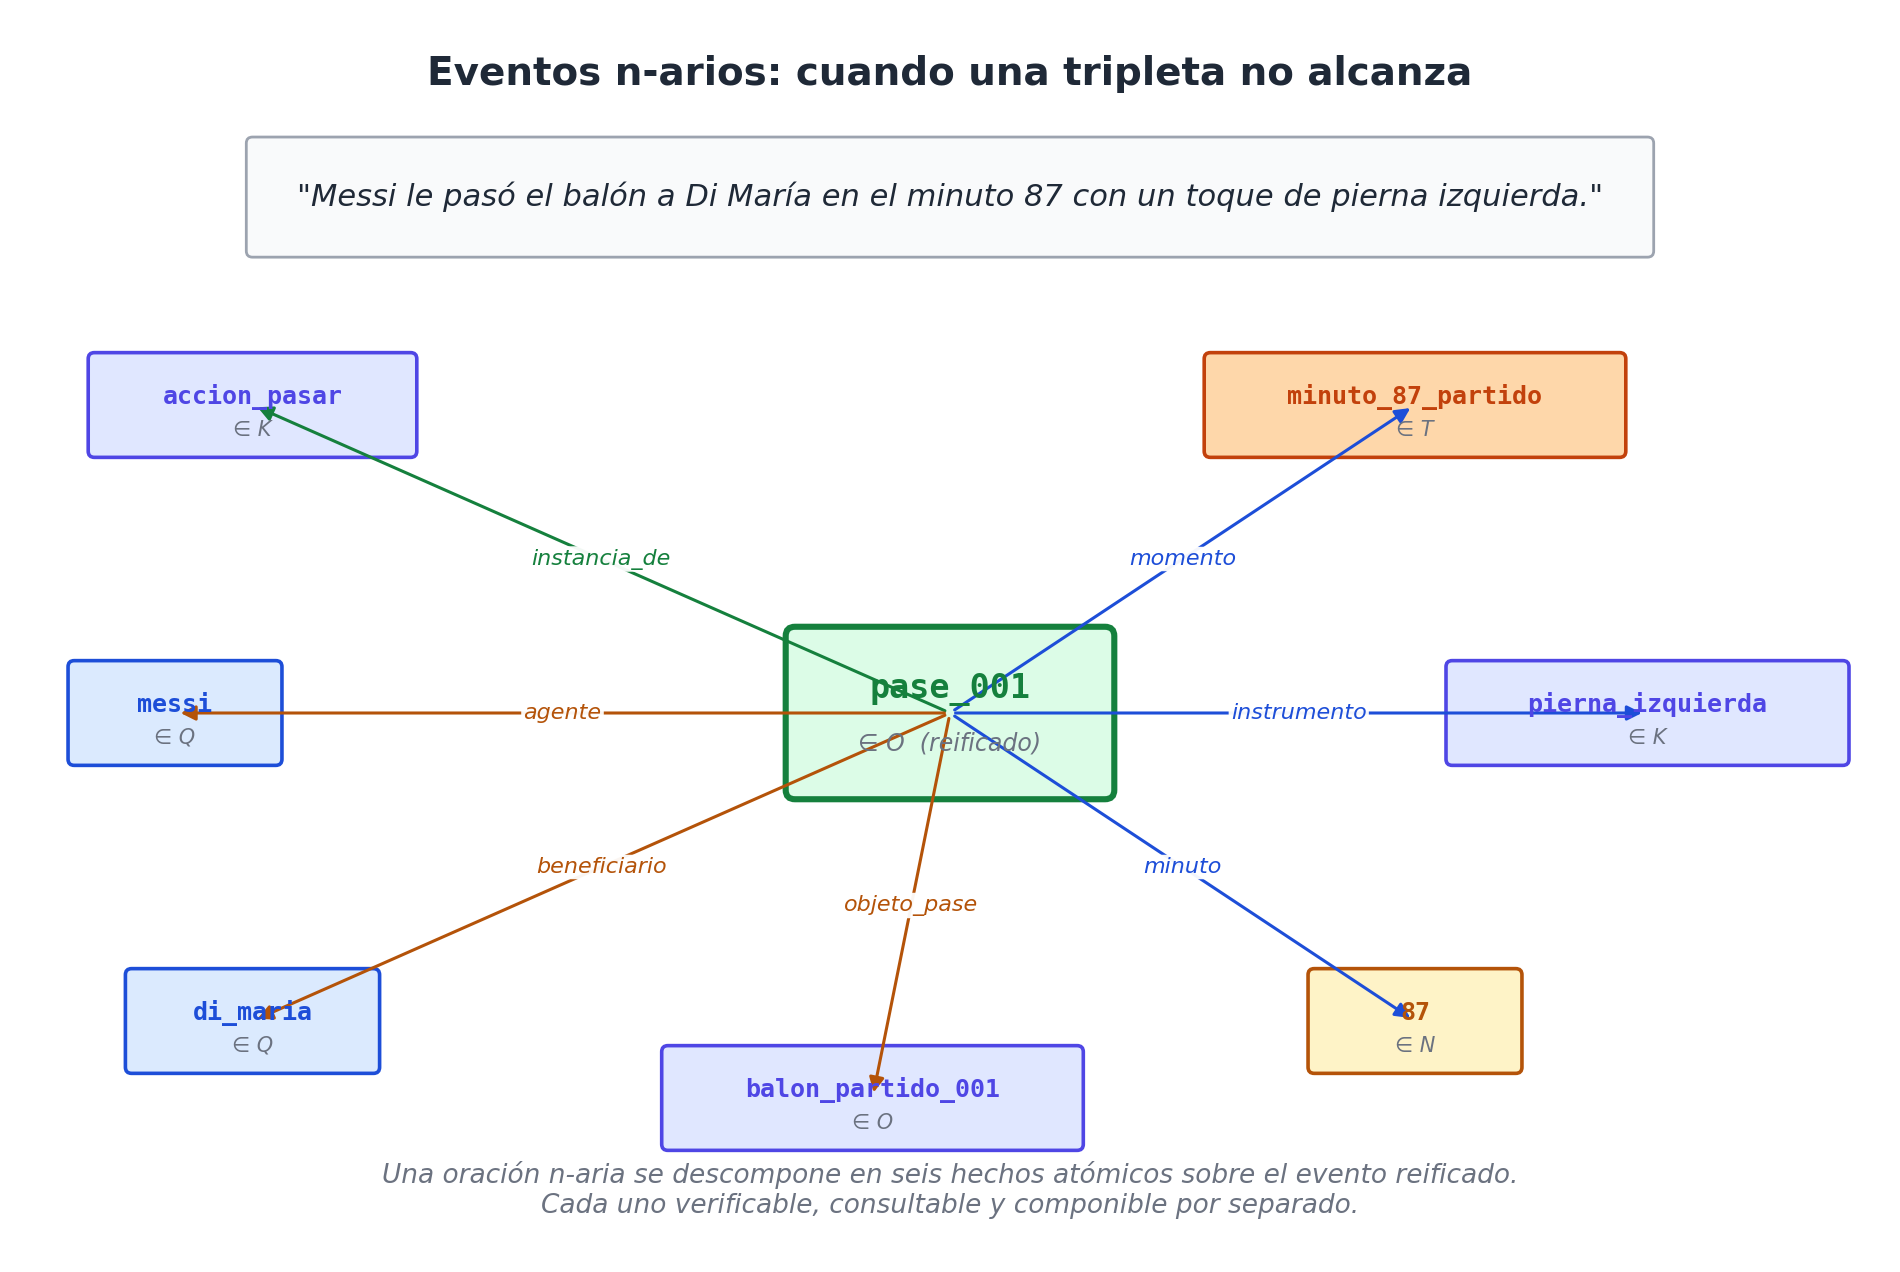 Eventos n-arios: cuando una tripleta no alcanza
"Messi le pasó el balón a Di María en el minuto 87 con un toque de pierna izquierda."
accion_pasar
∈ K
minuto_87_partido
∈ T
instancia_de
momento
pase_001
∈ O (reificado)
messi
∈ Q
agente
instrumento
pierna_izquierda
∈ K
beneficiario
objeto_pase
minuto
di_maria
∈ Q
87
∈ N
balon_partido_001
∈ O
Una oración n-aria se descompone en seis hechos atómicos sobre el evento reificado.
Cada uno verificable, consultable y componible por separado.